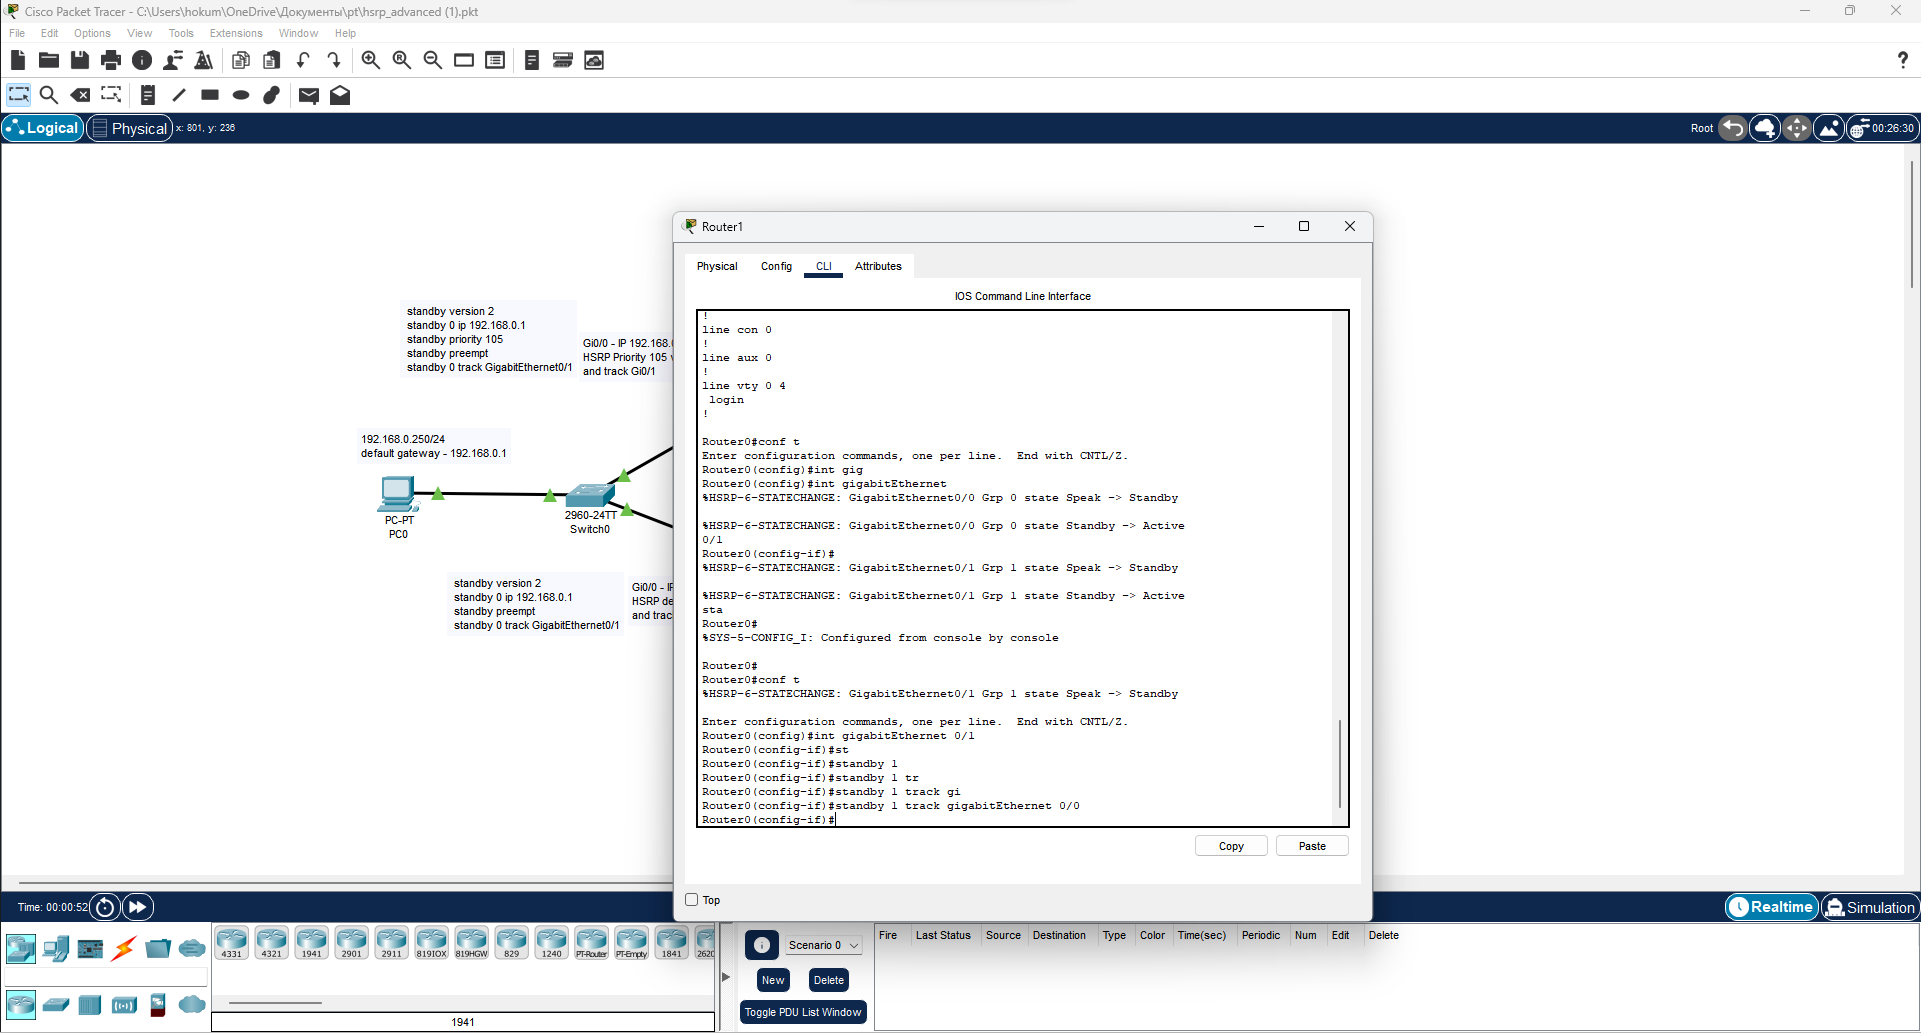 Cisco Packet Tracer - C:\Users\hokum\OneDrive\Документы\pt\hsrp_advanced (1).pkt
File Edit Options View Tools Extensions Window Help
?
Logical Physical x: 801, y: 236 Root 00:26:30
standby version 2
standby 0 ip 192.168.0.1
standby priority 105
standby preempt
standby 0 track GigabitEthernet0/1
Gi0/0 - IP 192.168.
HSRP Priority 105
and track Gi0/1
192.168.0.250/24
default gateway - 192.168.0.1
PC-PT
PC0
2960-24TT
Switch0
standby version 2
standby 0 ip 192.168.0.1
standby preempt
standby 0 track GigabitEthernet0/1
Gi0/0 - IP
HSRP de
and trac
Router1
Physical Config CLI Attributes
IOS Command Line Interface
!
line con 0
!
line aux 0
!
line vty 0 4
login
!
Router0#conf t
Enter configuration commands, one per line. End with CNTL/Z.
Router0(config)#int gig
Router0(config)#int gigabitEthernet
%HSRP-6-STATECHANGE: GigabitEthernet0/0 Grp 0 state Speak -> Standby
%HSRP-6-STATECHANGE: GigabitEthernet0/0 Grp 0 state Standby -> Active
0/1
Router0(config-if)#
%HSRP-6-STATECHANGE: GigabitEthernet0/1 Grp 1 state Speak -> Standby
%HSRP-6-STATECHANGE: GigabitEthernet0/1 Grp 1 state Standby -> Active
sta
Router0#
%SYS-5-CONFIG_I: Configured from console by console
Router0#
Router0#conf t
%HSRP-6-STATECHANGE: GigabitEthernet0/1 Grp 1 state Speak -> Standby
Enter configuration commands, one per line. End with CNTL/Z.
Router0(config)#int gigabitEthernet 0/1
Router0(config-if)#st
Router0(config-if)#standby 1
Router0(config-if)#standby 1 tr
Router0(config-if)#standby 1 track gi
Router0(config-if)#standby 1 track gigabitEthernet 0/0
Router0(config-if)#
Copy Paste
Top
Time: 00:00:52 Realtime Simulation
4331 4321 1941 2901 2911 819IOX 819HGW 829 1240 PT-Router PT-Empty 1841 2620
1941
Scenario 0
New Delete
Toggle PDU List Window
Fire Last Status Source Destination Type Color Time(sec) Periodic Num Edit Delete